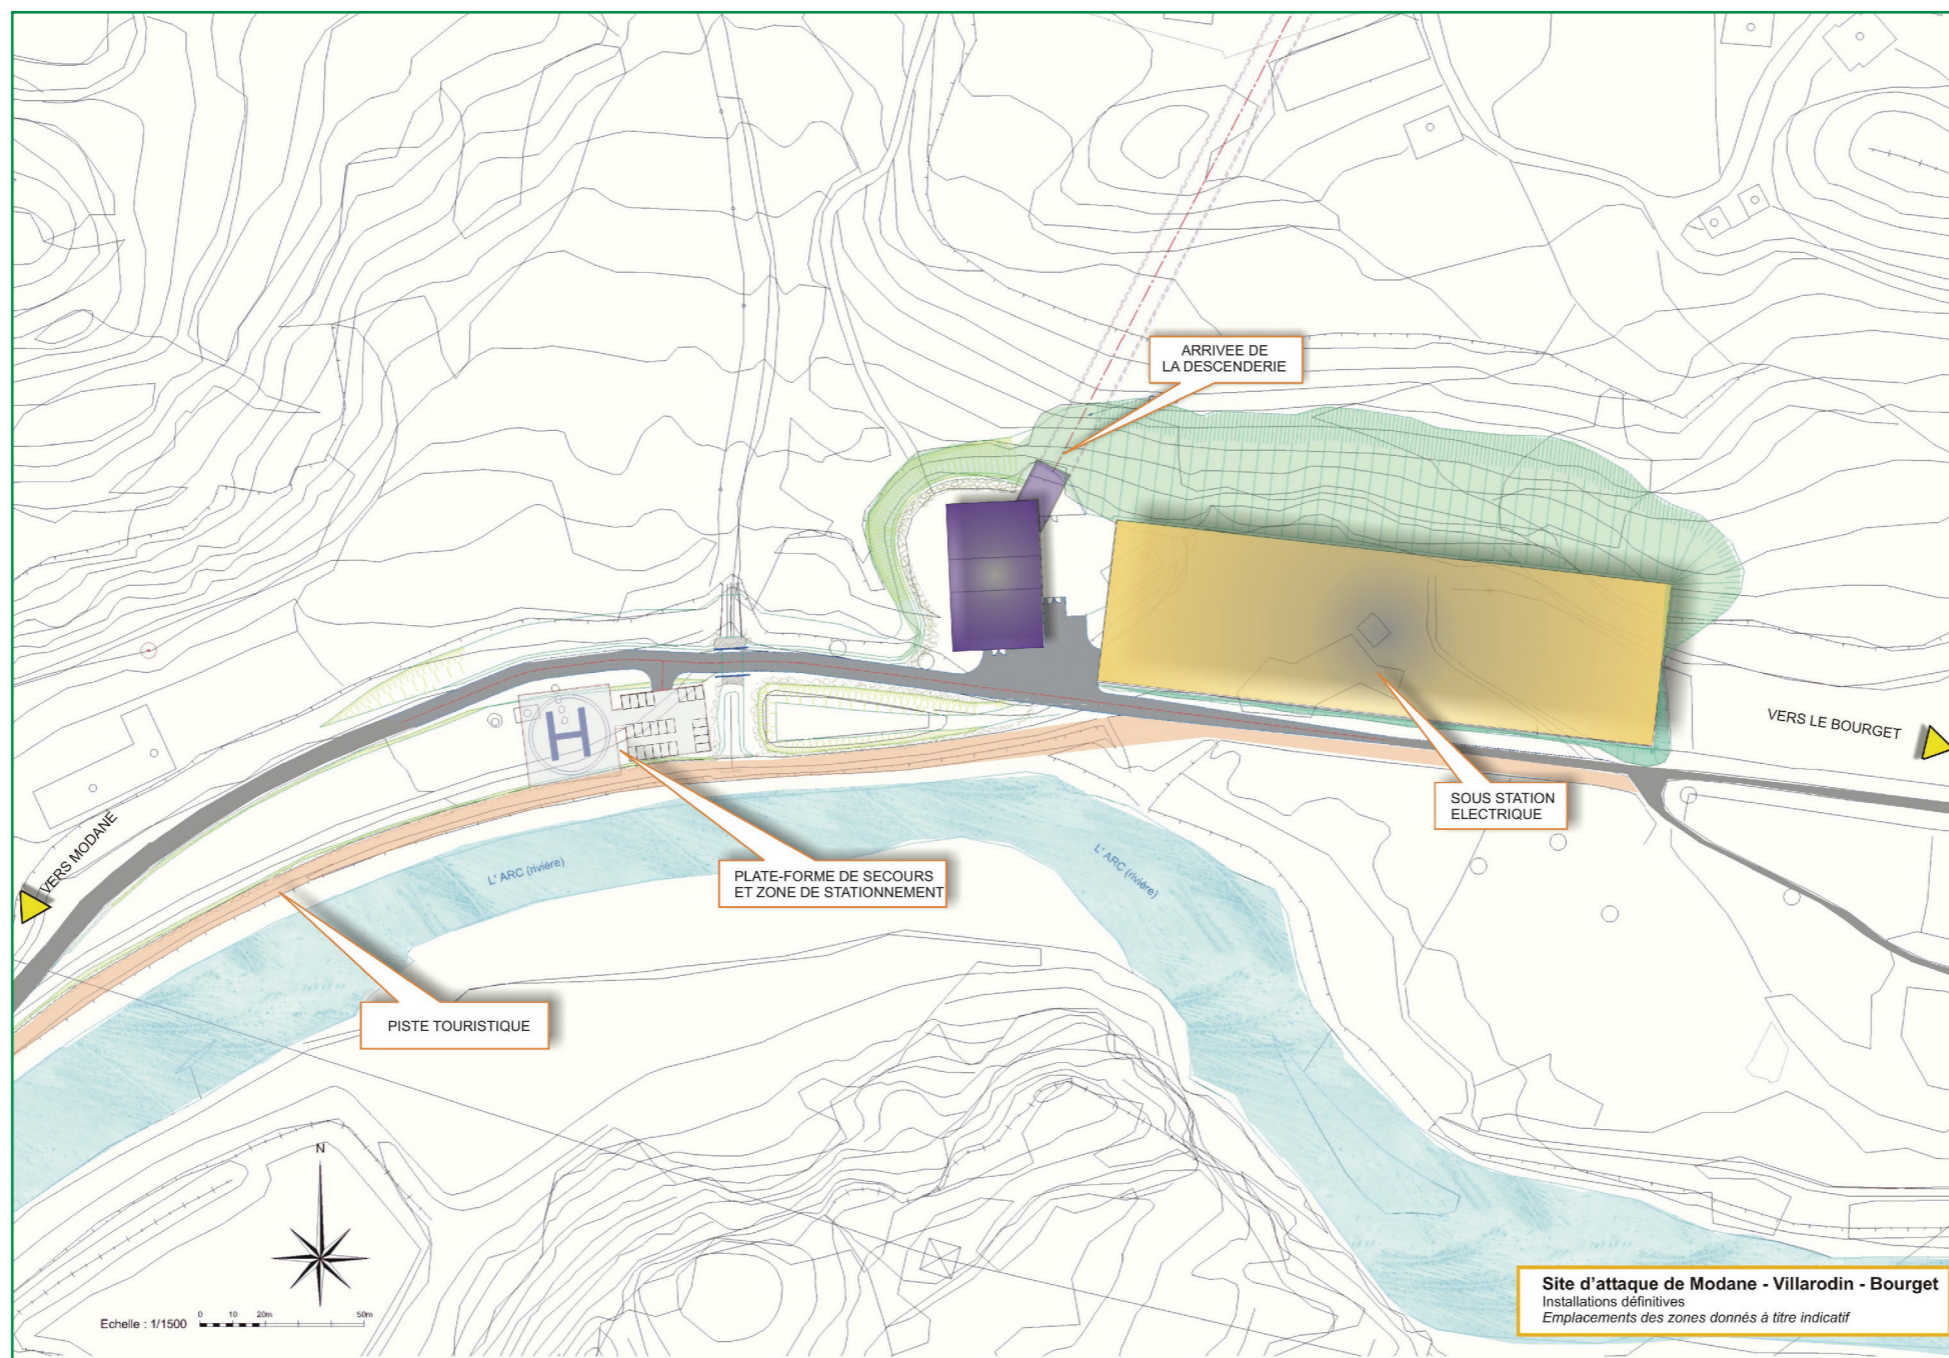 ARRIVEE DE
LA DESCENDERIE
VERS LE BOURGET
H
SOUS STATION
ELECTRIQUE
VERS MODANE
L' ARC (rivière)
L' ARC (rivière)
PLATE-FORME DE SECOURS
ET ZONE DE STATIONNEMENT
PISTE TOURISTIQUE
N
Echelle : 1/1500
0 10 20m 50m
Site d'attaque de Modane - Villarodin - Bourget
Installations définitives
Emplacements des zones donnés à titre indicatif